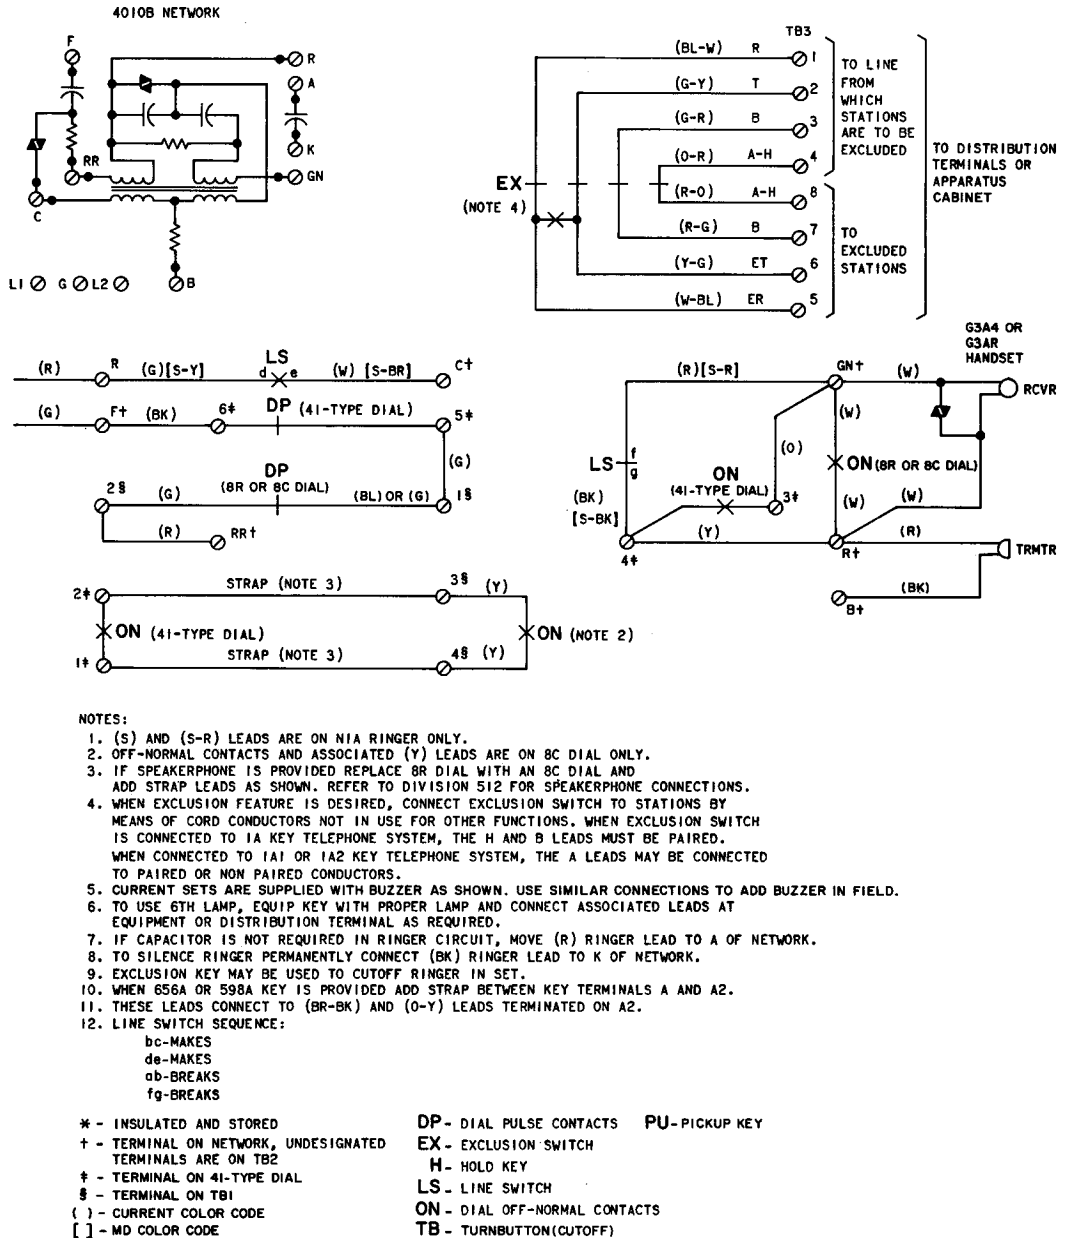 4010B NETWORK
F
R
A
K
RR
GN
C
L1 G L2 B
TB3
(BL-W) R 1
(G-Y) T 2
(G-R) B 3
(O-R) A-H 4
EX
(NOTE 4)
(R-O) A-H 8
(R-G) B 7
(Y-G) ET 6
(W-BL) ER 5
TO LINE
FROM
WHICH
STATIONS
ARE TO BE
EXCLUDED
TO
EXCLUDED
STATIONS
TO DISTRIBUTION
TERMINALS OR
APPARATUS
CABINET
(R) R (G)[S-Y] LS d e (W) [S-BR] C†
(G) F† (BK) 6‡ DP (41-TYPE DIAL) 5‡
(G)
2§ (G) DP
(8R OR 8C DIAL) (BL) OR (G) 1§
(R) RR†
2‡ STRAP (NOTE 3) 3§ (Y)
ON (41-TYPE DIAL) ON (NOTE 2)
1‡ STRAP (NOTE 3) 4§ (Y)
G3A4 OR
G3AR
HANDSET
(R)[S-R] GN† (W) RCVR
(W)
LS f g
(O)
ON
(41-TYPE DIAL) 3‡
ON (8R OR 8C DIAL)
(BK)
[S-BK]
(W) (W)
4‡ (Y) R† (R) TRMTR
B† (BK)
NOTES:
1. (S) AND (S-R) LEADS ARE ON N1A RINGER ONLY.
2. OFF-NORMAL CONTACTS AND ASSOCIATED (Y) LEADS ARE ON 8C DIAL ONLY.
3. IF SPEAKERPHONE IS PROVIDED REPLACE 8R DIAL WITH AN 8C DIAL AND
ADD STRAP LEADS AS SHOWN. REFER TO DIVISION 512 FOR SPEAKERPHONE CONNECTIONS.
4. WHEN EXCLUSION FEATURE IS DESIRED, CONNECT EXCLUSION SWITCH TO STATIONS BY
MEANS OF CORD CONDUCTORS NOT IN USE FOR OTHER FUNCTIONS. WHEN EXCLUSION SWITCH
IS CONNECTED TO 1A KEY TELEPHONE SYSTEM, THE H AND B LEADS MUST BE PAIRED.
WHEN CONNECTED TO 1A1 OR 1A2 KEY TELEPHONE SYSTEM, THE A LEADS MAY BE CONNECTED
TO PAIRED OR NON PAIRED CONDUCTORS.
5. CURRENT SETS ARE SUPPLIED WITH BUZZER AS SHOWN. USE SIMILAR CONNECTIONS TO ADD BUZZER IN FIELD.
6. TO USE 6TH LAMP, EQUIP KEY WITH PROPER LAMP AND CONNECT ASSOCIATED LEADS AT
EQUIPMENT OR DISTRIBUTION TERMINAL AS REQUIRED.
7. IF CAPACITOR IS NOT REQUIRED IN RINGER CIRCUIT, MOVE (R) RINGER LEAD TO A OF NETWORK.
8. TO SILENCE RINGER PERMANENTLY CONNECT (BK) RINGER LEAD TO K OF NETWORK.
9. EXCLUSION KEY MAY BE USED TO CUTOFF RINGER IN SET.
10. WHEN 656A OR 598A KEY IS PROVIDED ADD STRAP BETWEEN KEY TERMINALS A AND A2.
11. THESE LEADS CONNECT TO (BR-BK) AND (O-Y) LEADS TERMINATED ON A2.
12. LINE SWITCH SEQUENCE:
bc-MAKES
de-MAKES
ab-BREAKS
fg-BREAKS
* - INSULATED AND STORED
† - TERMINAL ON NETWORK, UNDESIGNATED
TERMINALS ARE ON TB2
‡ - TERMINAL ON 41-TYPE DIAL
§ - TERMINAL ON TB1
( ) - CURRENT COLOR CODE
[ ] - MD COLOR CODE
DP - DIAL PULSE CONTACTS PU - PICKUP KEY
EX - EXCLUSION SWITCH
H - HOLD KEY
LS - LINE SWITCH
ON - DIAL OFF-NORMAL CONTACTS
TB - TURNBUTTON (CUTOFF)